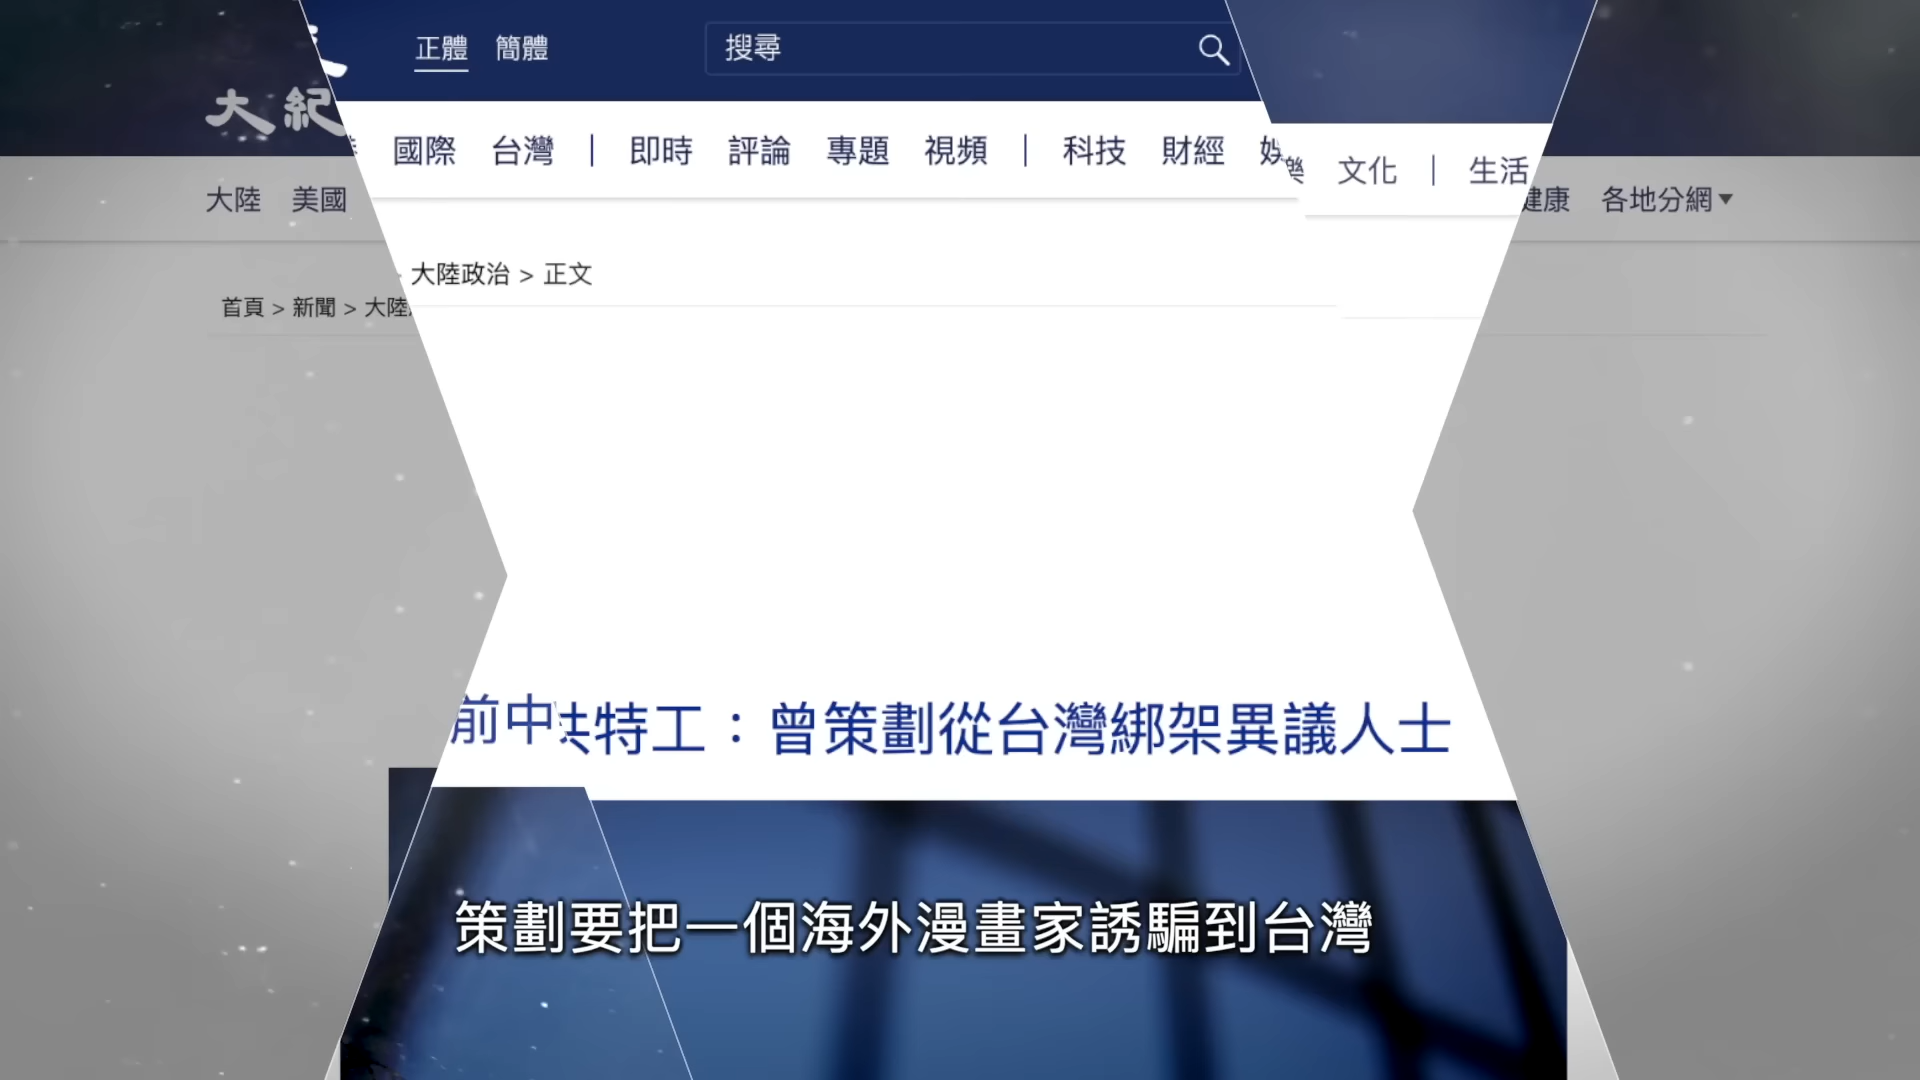 正體 簡體 搜尋
大紀
國際 台灣 | 即時 評論 專題 視頻 | 科技 財經 娛樂 文化 | 生活
大陸 美國 健康 各地分網
大陸政治 > 正文
首頁 > 新聞 > 大陸
前中共特工：曾策劃從台灣綁架異議人士
策劃要把一個海外漫畫家誘騙到台灣